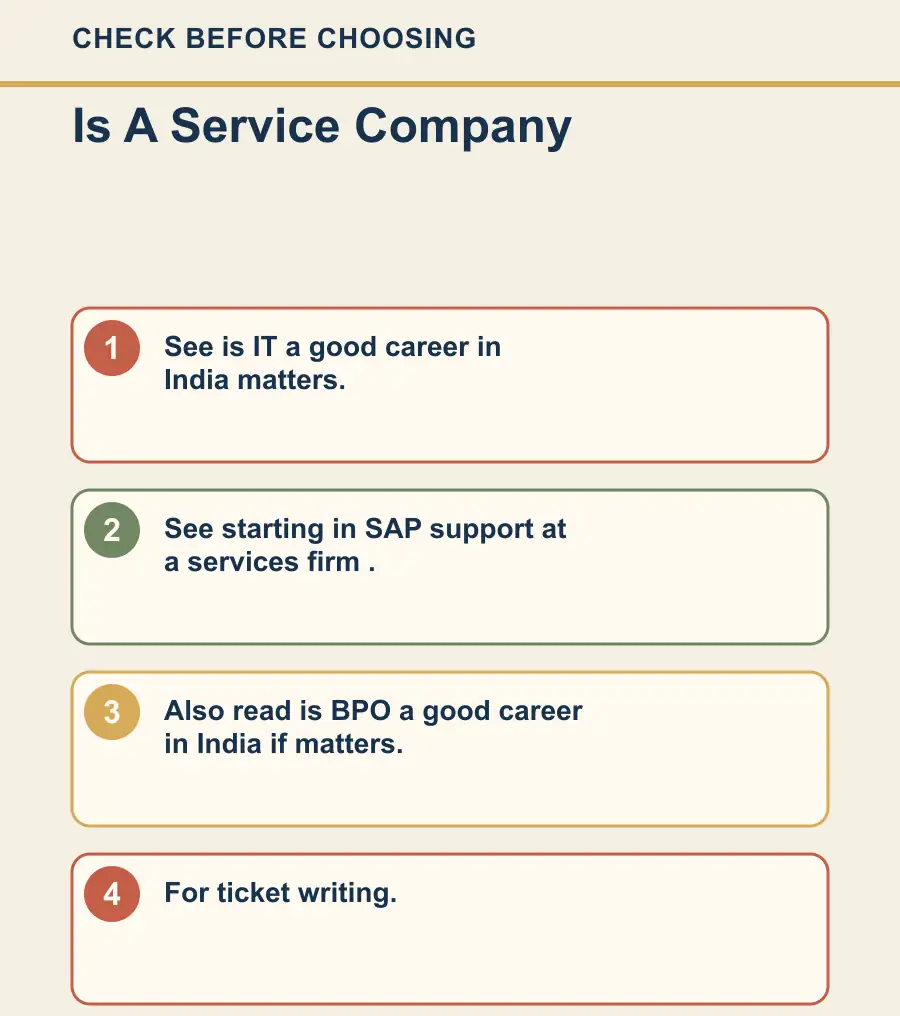 CHECK BEFORE CHOOSING
Is A Service Company
1
See is IT a good career in
India matters.
2
See starting in SAP support at
a services firm .
3
Also read is BPO a good career
in India if matters.
4
For ticket writing.